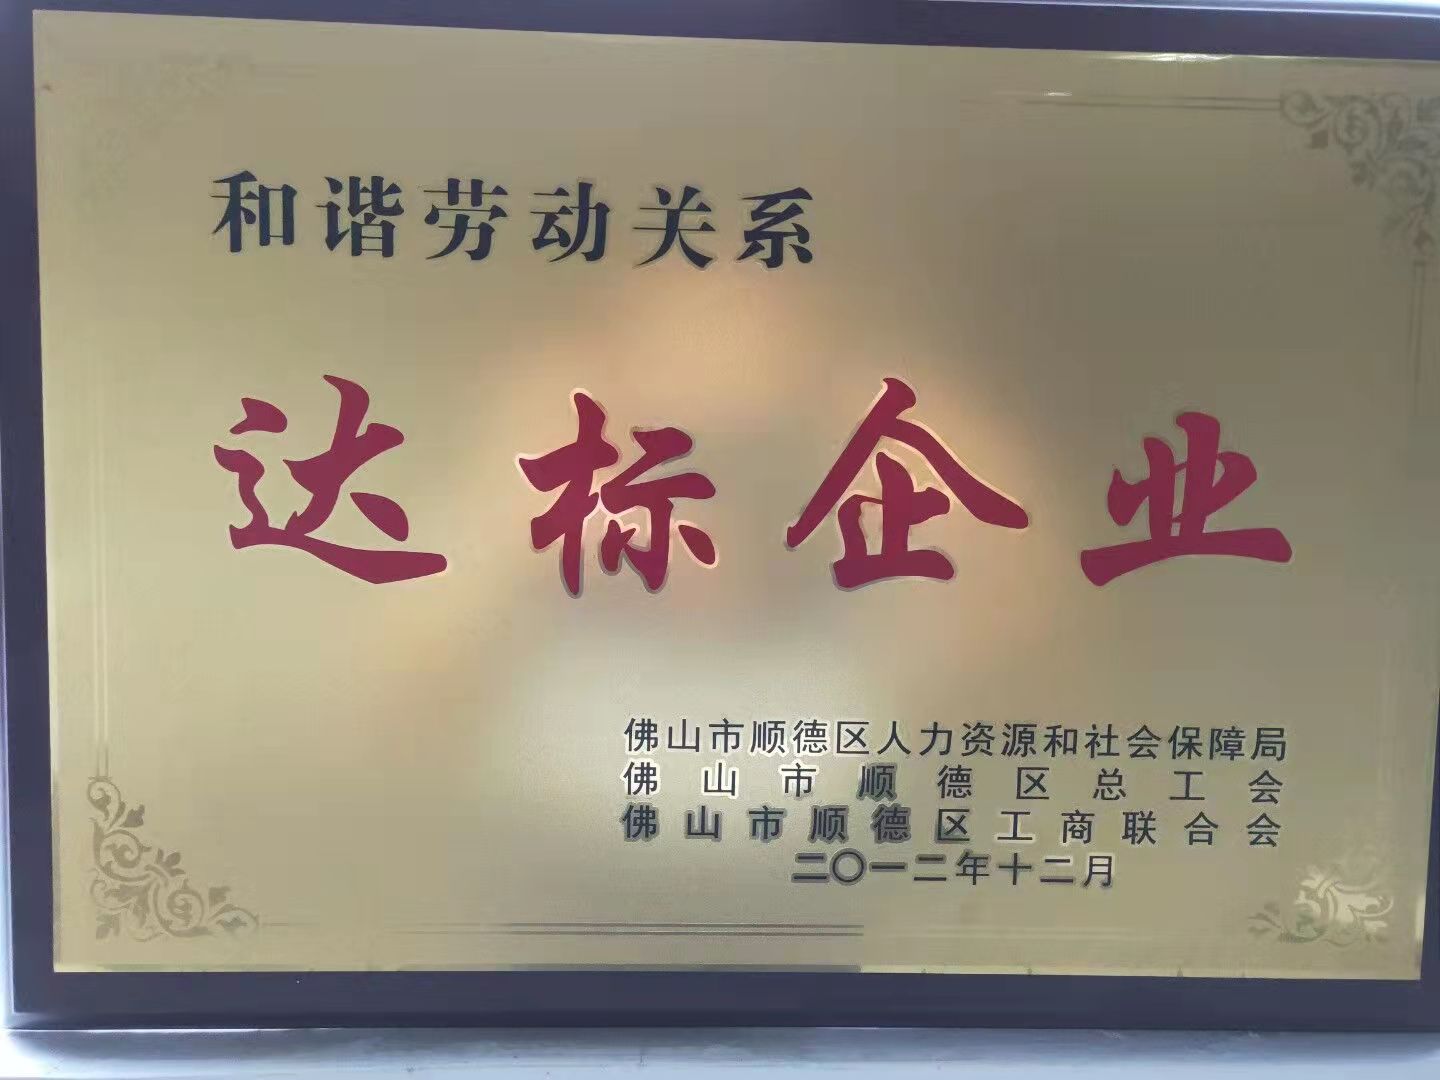 和谐劳动关系
达标企业
佛山市顺德区人力资源和社会保障局
佛山市顺德区总工会
佛山市顺德区工商联合会
二〇一二年十二月